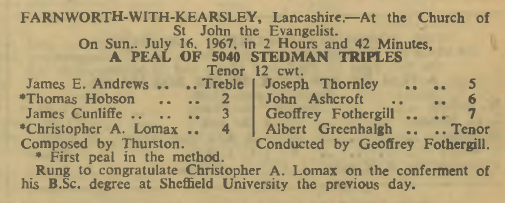 FARNWORTH-WITH-KEARSLEY, Lancashire.—At the Church of
St John the Evangelist.
On Sun.. July 16, 1967, in 2 Hours and 42 Minutes,
A PEAL OF 5040 STEDMAN TRIPLES
Tenor 12 cwt.
James E. Andrews .. .. Treble | Joseph Thornley .. .. 5
*Thomas Hobson .. .. 2 | John Ashcroft .. .. 6
James Cunliffe .. .. 3 | Geoffrey Fothergill .. .. 7
*Christopher A. Lomax .. 4 | Albert Greenhalgh .. .. Tenor
Composed by Thurston. Conducted by Geoffrey Fothergill.
* First peal in the method.
Rung to congratulate Christopher A. Lomax on the conferment of
his B.Sc. degree at Sheffield University the previous day.